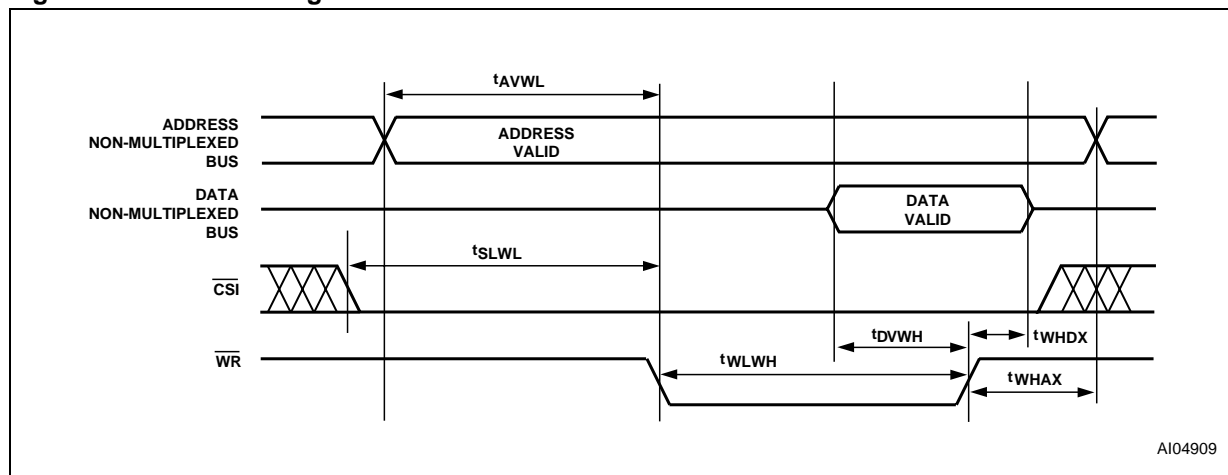 tAVWL
ADDRESS
NON-MULTIPLEXED
BUS
ADDRESS
VALID
DATA
NON-MULTIPLEXED
BUS
DATA
VALID
tSLWL
CSI
tDVWH
tWHDX
WR
tWLWH
tWHAX
AI04909